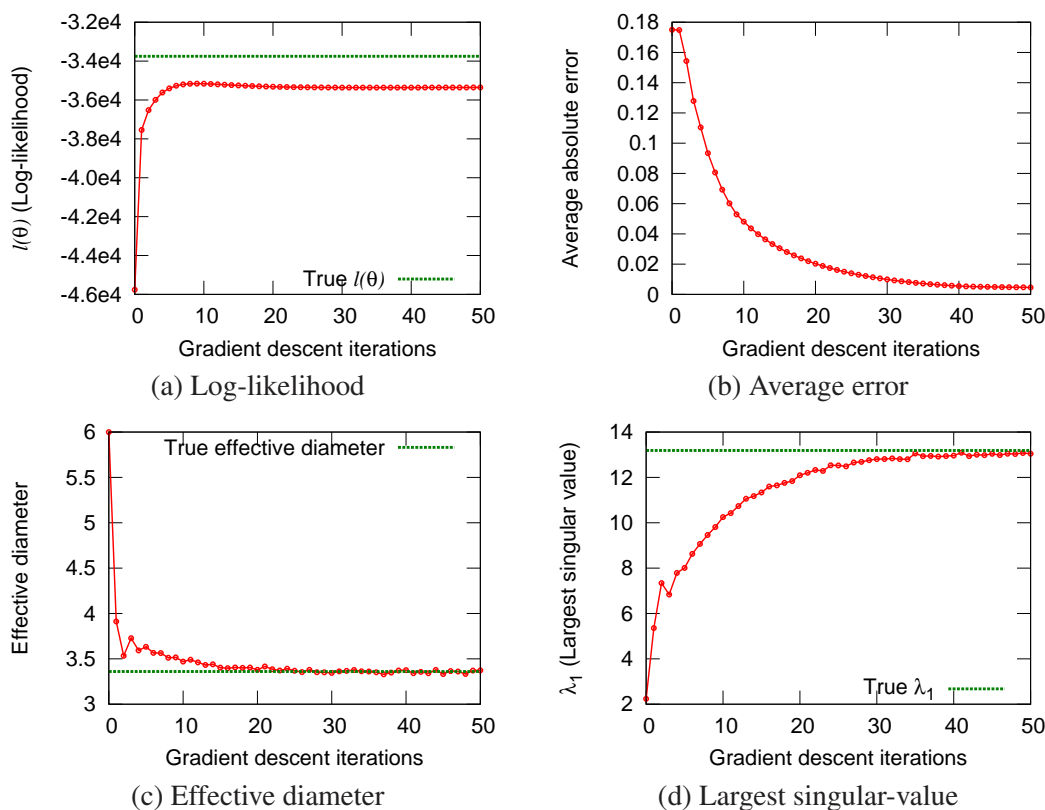 -3.2e4
-3.4e4
-3.6e4
-3.8e4
-4.0e4
-4.2e4
-4.4e4
-4.6e4
l(θ) (Log-likelihood)
True l(θ)
0 10 20 30 40 50
Gradient descent iterations
(a) Log-likelihood
0.18
0.16
0.14
0.12
0.1
0.08
0.06
0.04
0.02
0
Average absolute error
0 10 20 30 40 50
Gradient descent iterations
(b) Average error
6
5.5
5
4.5
4
3.5
3
Effective diameter
True effective diameter
0 10 20 30 40 50
Gradient descent iterations
(c) Effective diameter
14
12
10
8
6
4
2
λ1 (Largest singular value)
True λ1
0 10 20 30 40 50
Gradient descent iterations
(d) Largest singular-value